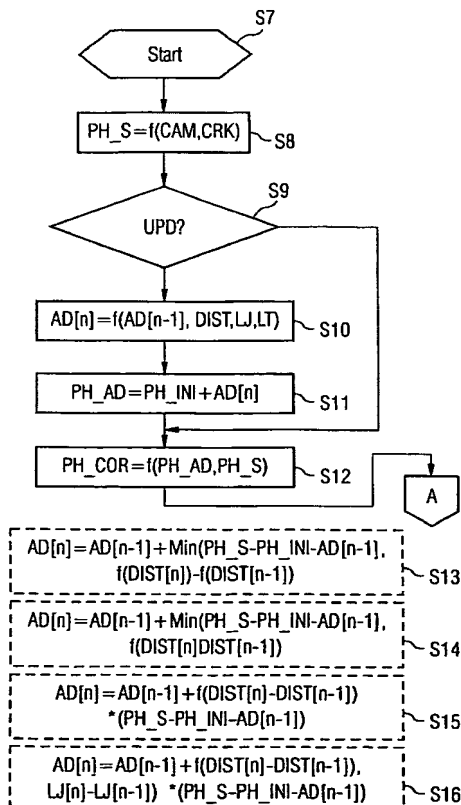 S7
Start
PH_S=f(CAM,CRK)
S8
S9
UPD?
AD[n]=f(AD[n-1], DIST,LJ,LT)
S10
PH_AD=PH_INI+AD[n]
S11
PH_COR=f(PH_AD,PH_S)
S12
A
AD[n]=AD[n-1]+Min(PH_S-PH_INI-AD[n-1],
f(DIST[n])-f(DIST[n-1])
S13
AD[n]=AD[n-1]+Min(PH_S-PH_INI-AD[n-1],
f(DIST[n]DIST[n-1])
S14
AD[n]=AD[n-1]+f(DIST[n]-DIST[n-1])
*(PH_S-PH_INI-AD[n-1])
S15
AD[n]=AD[n-1]+f(DIST[n]-DIST[n-1]),
LJ[n]-LJ[n-1]) *(PH_S-PH_INI-AD[n-1])
S16